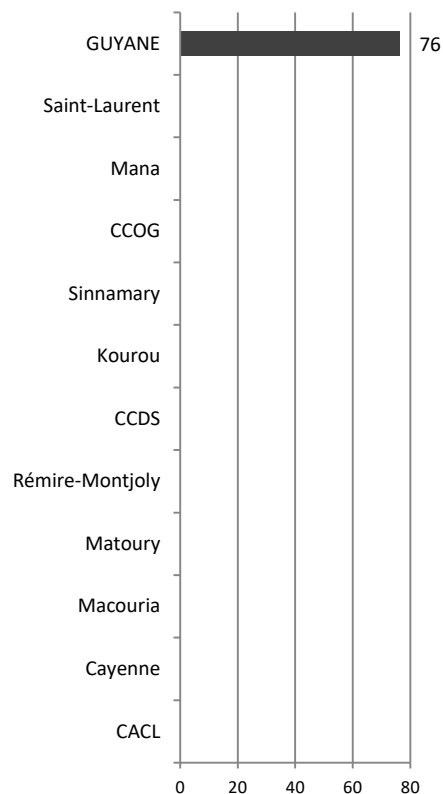 GUYANE 76
Saint-Laurent
Mana
CCOG
Sinnamary
Kourou
CCDS
Rémire-Montjoly
Matoury
Macouria
Cayenne
CACL
0 20 40 60 80